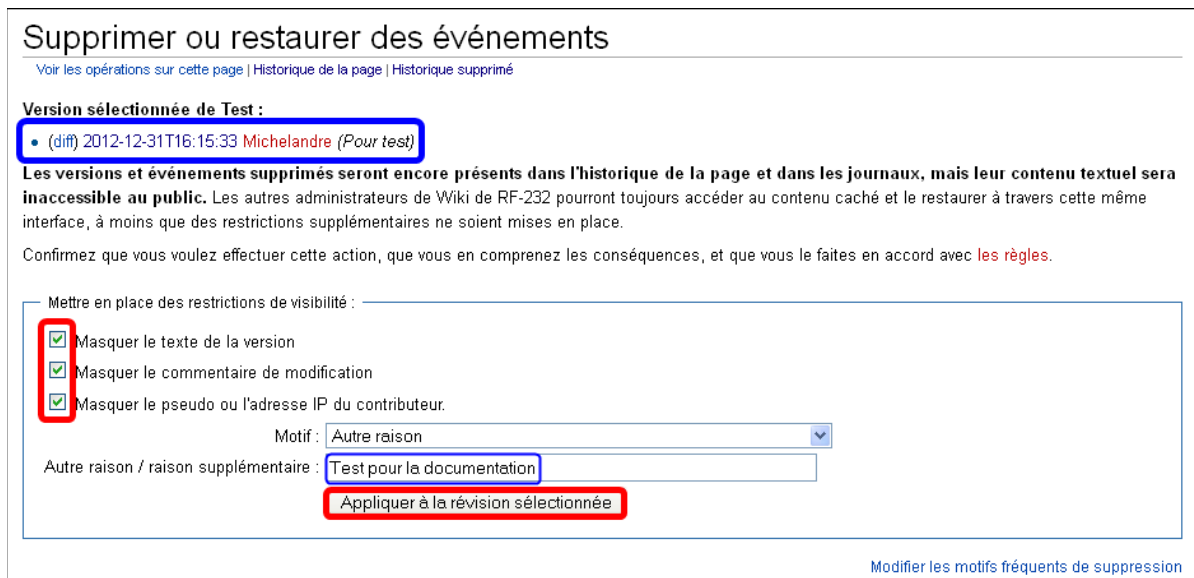 Supprimer ou restaurer des événements
Voir les opérations sur cette page | Historique de la page | Historique supprimé
Version sélectionnée de Test :
• (diff) 2012-12-31T16:15:33 Michelandre (Pour test)
Les versions et événements supprimés seront encore présents dans l'historique de la page et dans les journaux, mais leur contenu textuel sera
inaccessible au public. Les autres administrateurs de Wiki de RF-232 pourront toujours accéder au contenu caché et le restaurer à travers cette même
interface, à moins que des restrictions supplémentaires ne soient mises en place.
Confirmez que vous voulez effectuer cette action, que vous en comprenez les conséquences, et que vous le faites en accord avec les règles.
Mettre en place des restrictions de visibilité :
Masquer le texte de la version
Masquer le commentaire de modification
Masquer le pseudo ou l'adresse IP du contributeur.
Motif : Autre raison
Autre raison / raison supplémentaire : Test pour la documentation
Appliquer à la révision sélectionnée
Modifier les motifs fréquents de suppression